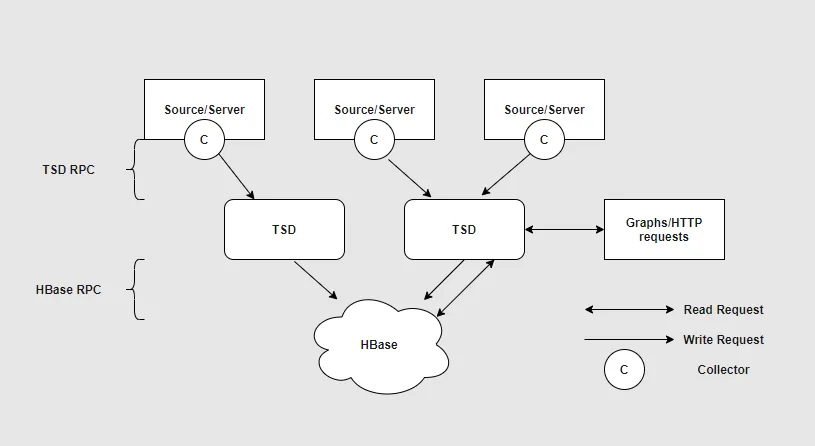 Source/Server
Source/Server
Source/Server
C
C
C
TSD RPC
TSD
TSD
Graphs/HTTP
requests
HBase RPC
HBase
Read Request
Write Request
C
Collector